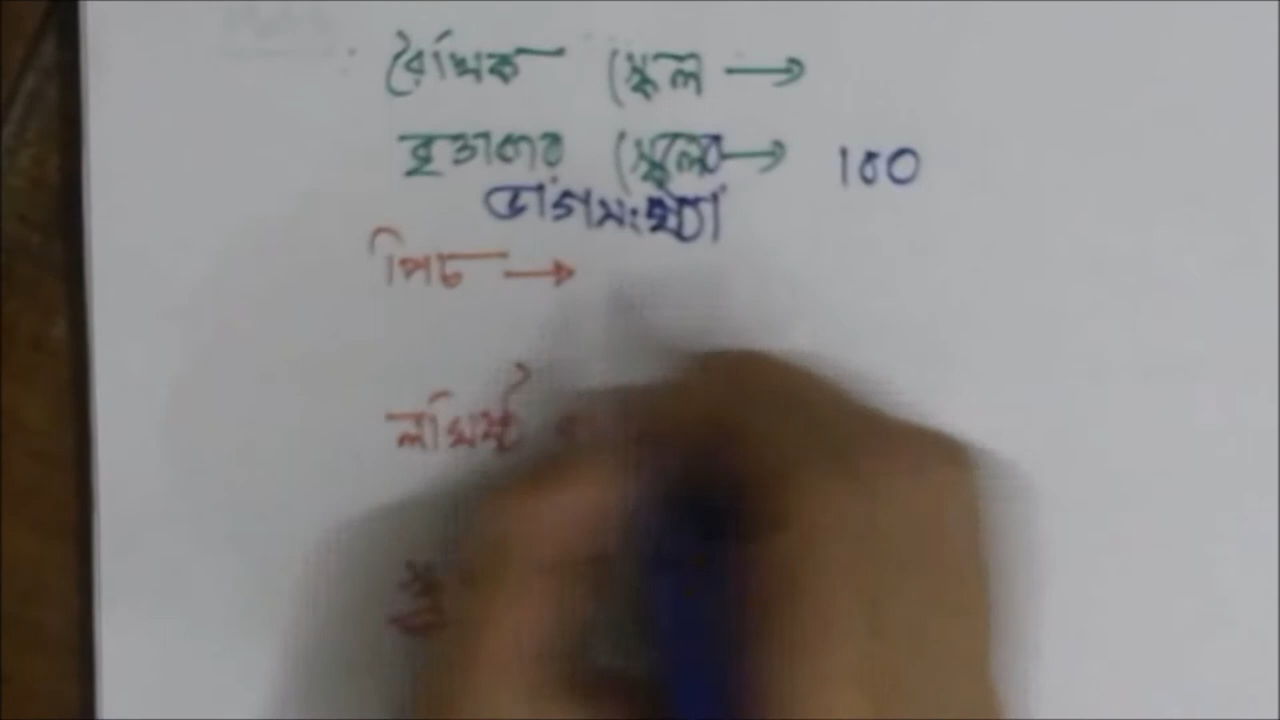 রৈখিক স্কেল →
বৃত্তাকার স্কেলের → 100
ভাগসংখ্যা
পিচ →
লঘিষ্ঠ